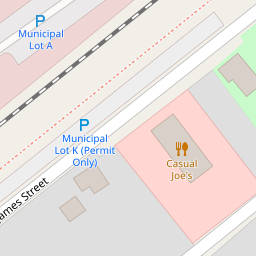 P
Municipal
Lot A
P
Municipal
Lot K (Permit
Only)
Casual
Joe's
ames Street